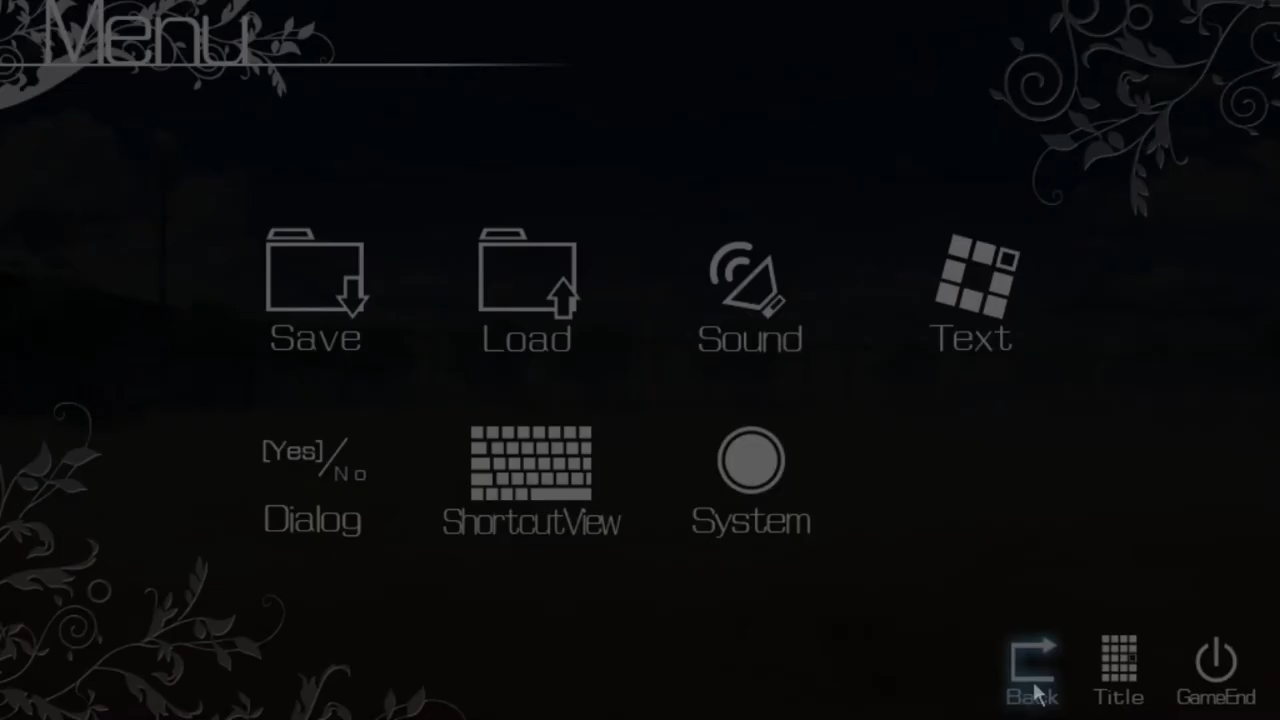 Menu
Save
Load
Sound
Text
[Yes]/No
Dialog
ShortcutView
System
Back
Title
GameEnd